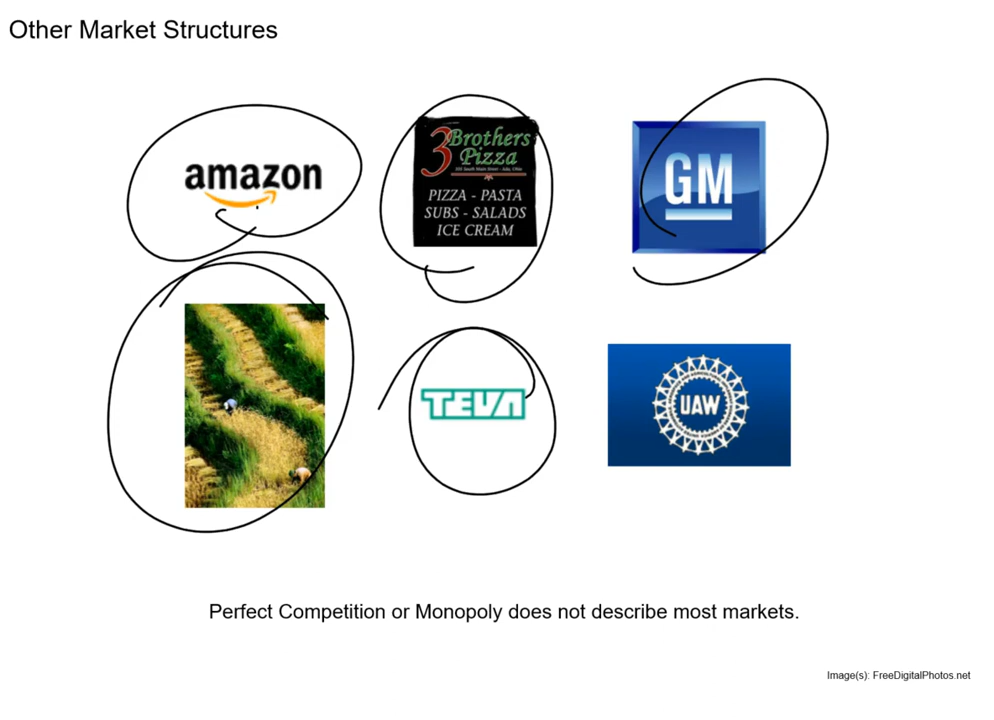 Other Market Structures
amazon
3 Brothers
Pizza
PIZZA - PASTA
SUBS - SALADS
ICE CREAM
GM
TEVA
UAW
Perfect Competition or Monopoly does not describe most markets.
Image(s): FreeDigitalPhotos.net